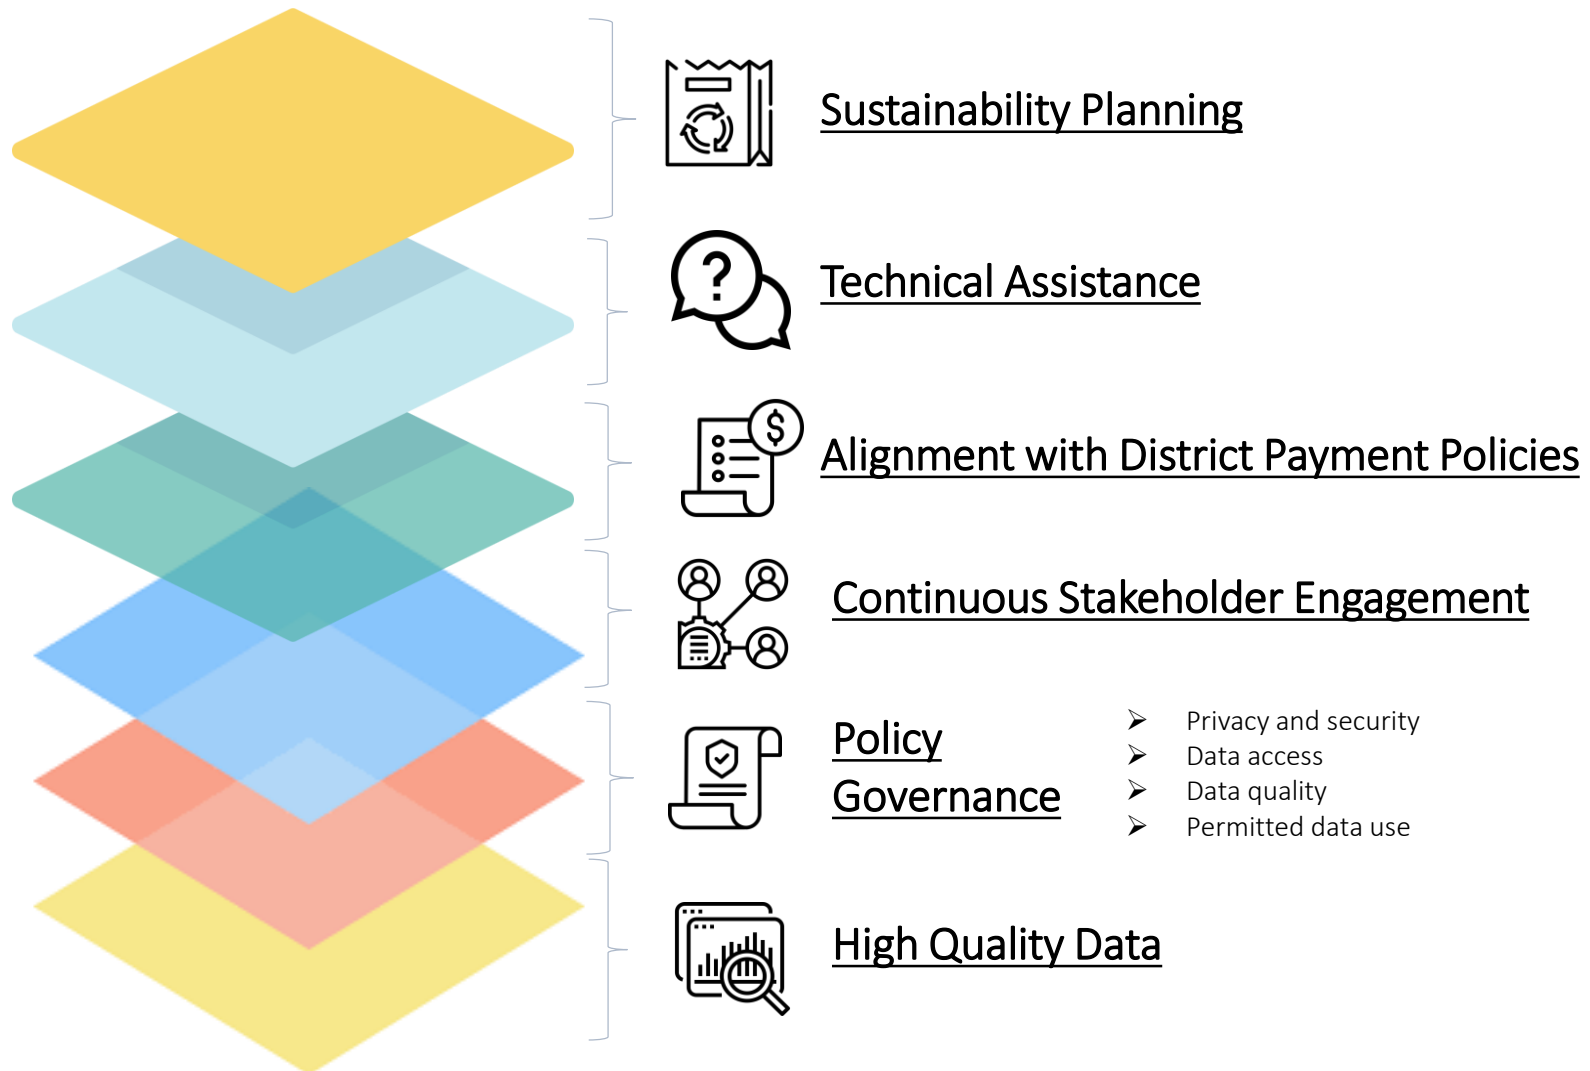 Sustainability Planning
Technical Assistance
Alignment with District Payment Policies
Continuous Stakeholder Engagement
Policy
Governance
➢ Privacy and security
➢ Data access
➢ Data quality
➢ Permitted data use
High Quality Data